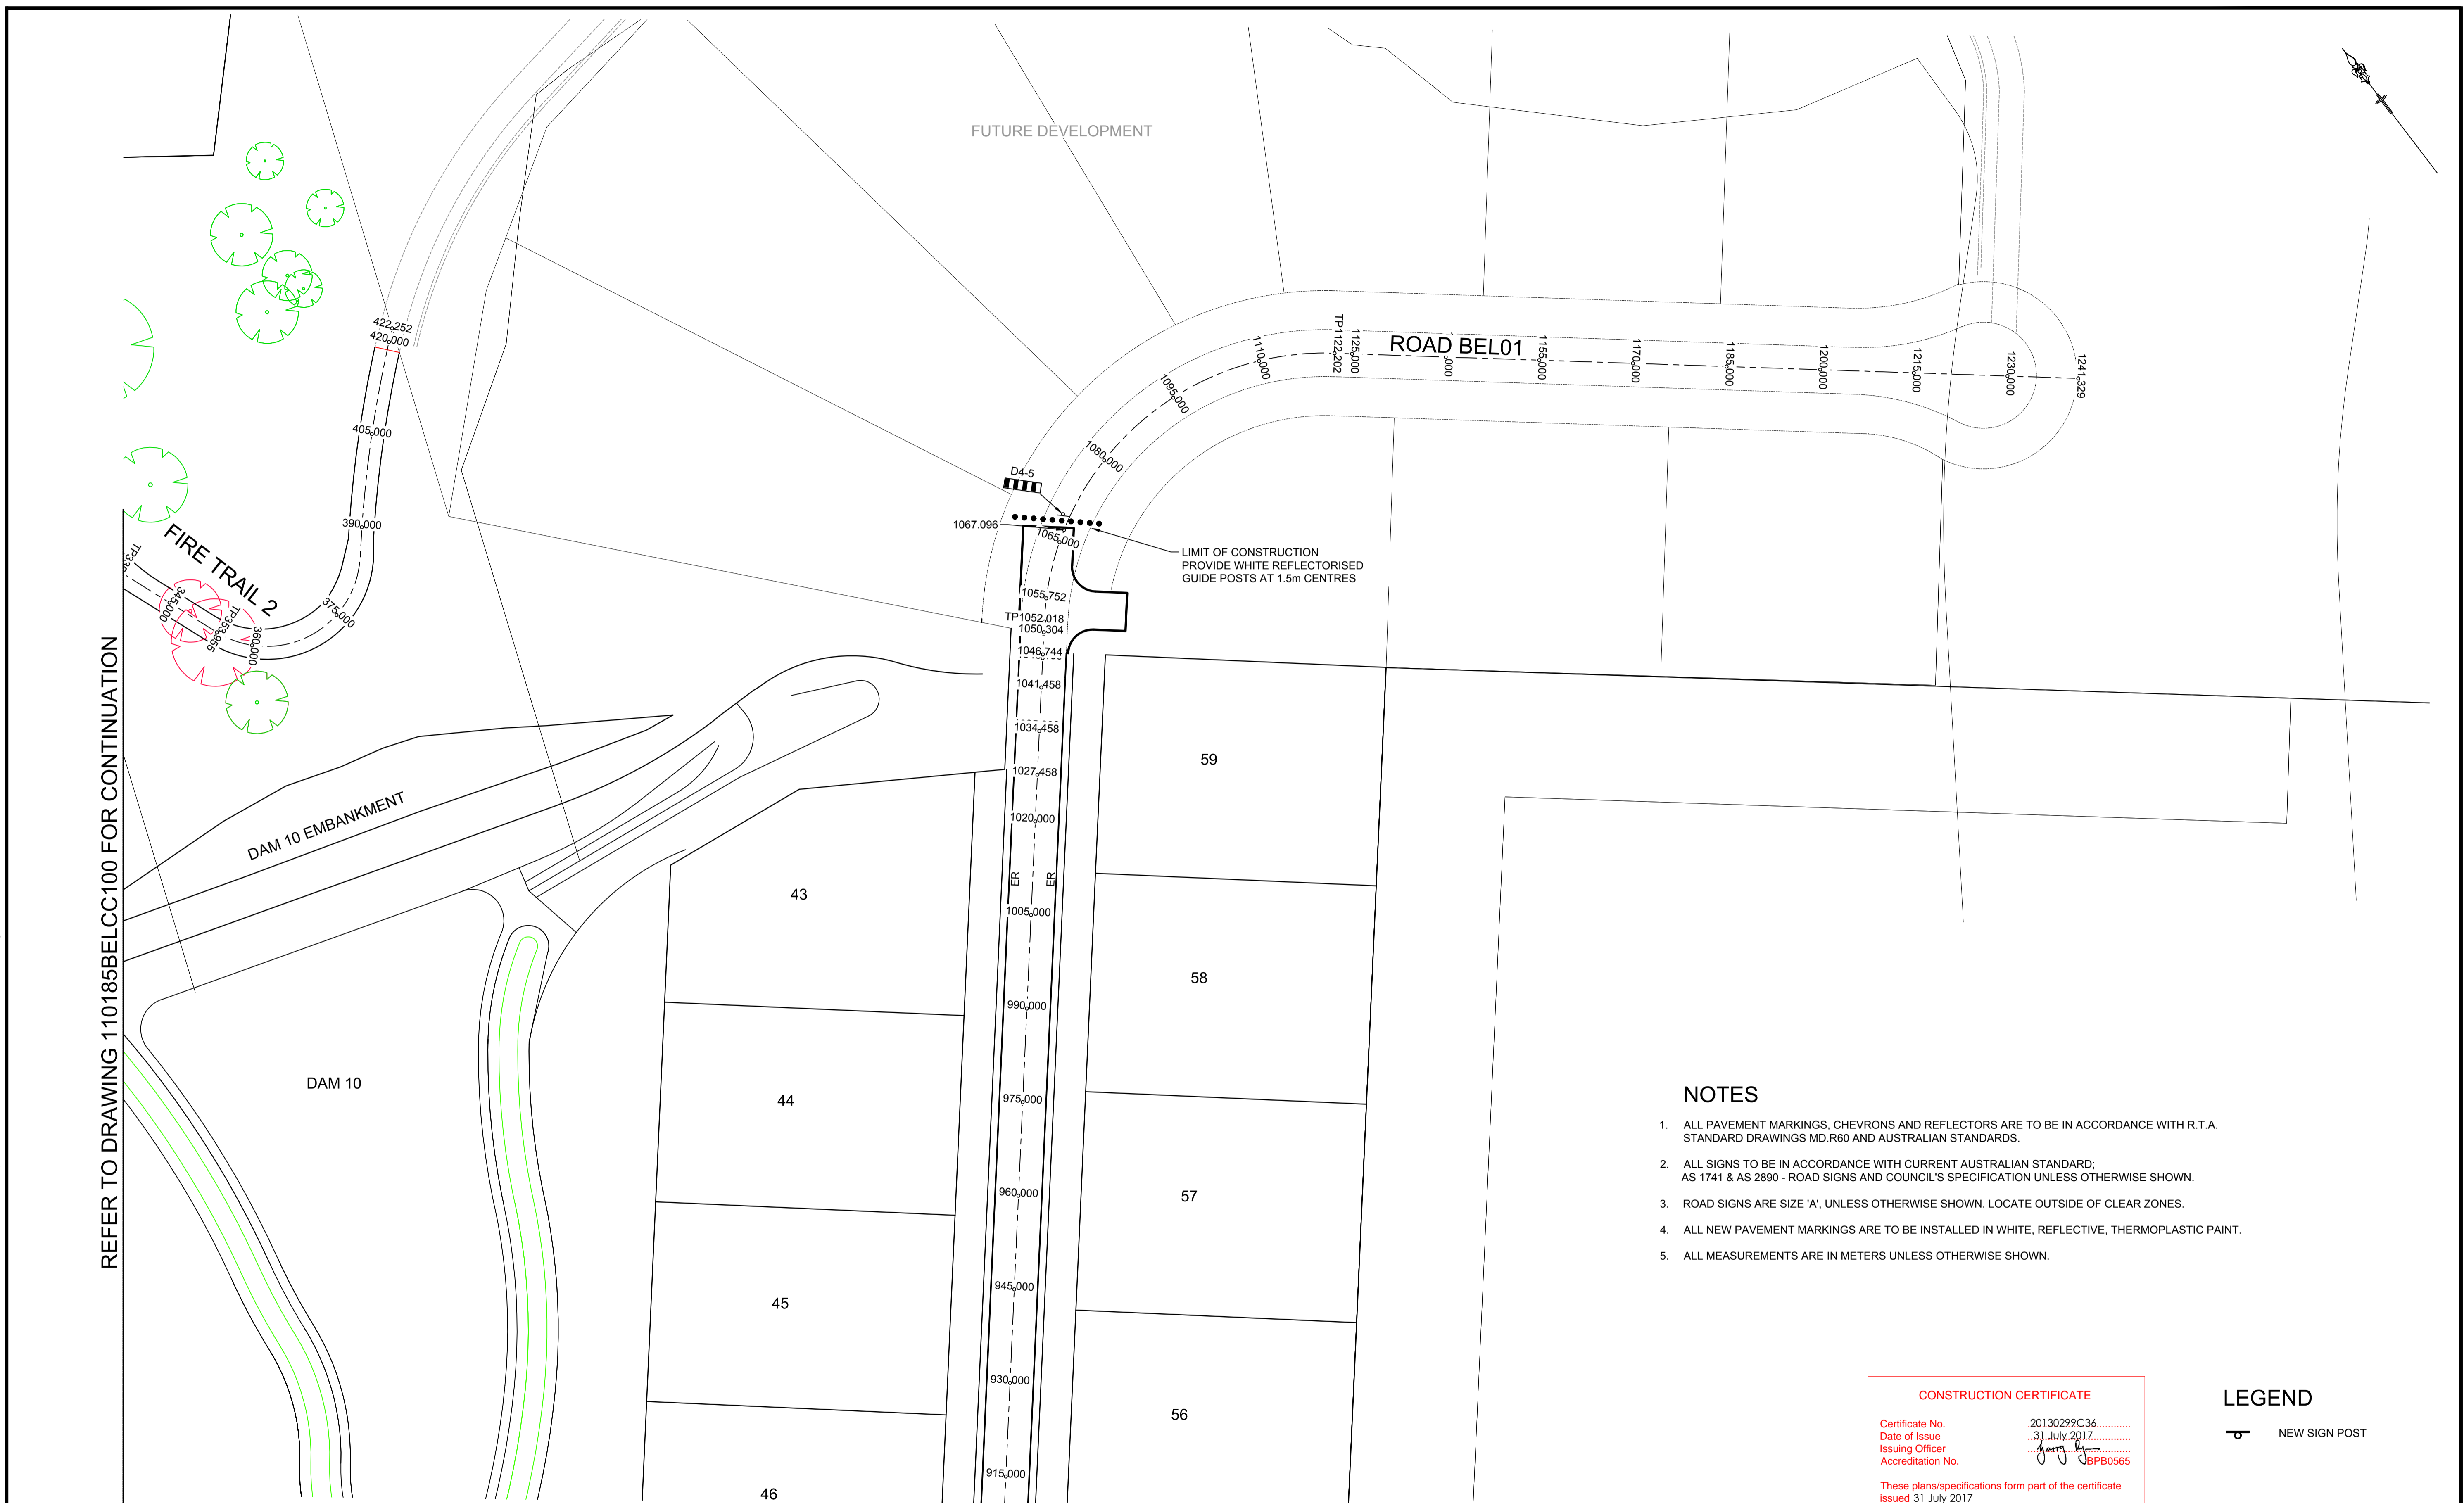 FUTURE DEVELOPMENT
422.252
420.000
405.000
390.000
375.000
360.000
TP353.955
345.000
FIRE TRAIL 2
ROAD BEL01
TP1122.202
1125.000
1110.000
1095.000
1080.000
1155.000
1170.000
1185.000
1200.000
1215.000
1230.000
1241.329
D4-5
1067.096
1065.000
LIMIT OF CONSTRUCTION
PROVIDE WHITE REFLECTORISED
GUIDE POSTS AT 1.5m CENTRES
1055.752
TP1052.018
1050.304
1046.744
1041.458
1034.458
1027.458
1020.000
ER
ER
1005.000
990.000
975.000
960.000
945.000
930.000
915.000
REFER TO DRAWING 110185BELCC100 FOR CONTINUATION
DAM 10 EMBANKMENT
DAM 10
43
44
45
46
59
58
57
56
NOTES
1. ALL PAVEMENT MARKINGS, CHEVRONS AND REFLECTORS ARE TO BE IN ACCORDANCE WITH R.T.A.
STANDARD DRAWINGS MD.R60 AND AUSTRALIAN STANDARDS.
2. ALL SIGNS TO BE IN ACCORDANCE WITH CURRENT AUSTRALIAN STANDARD;
AS 1741 & AS 2890 - ROAD SIGNS AND COUNCIL'S SPECIFICATION UNLESS OTHERWISE SHOWN.
3. ROAD SIGNS ARE SIZE 'A', UNLESS OTHERWISE SHOWN. LOCATE OUTSIDE OF CLEAR ZONES.
4. ALL NEW PAVEMENT MARKINGS ARE TO BE INSTALLED IN WHITE, REFLECTIVE, THERMOPLASTIC PAINT.
5. ALL MEASUREMENTS ARE IN METERS UNLESS OTHERWISE SHOWN.
CONSTRUCTION CERTIFICATE
Certificate No. 20130299C36
Date of Issue 31 July 2017
Issuing Officer
Accreditation No. BPB0565
These plans/specifications form part of the certificate
issued 31 July 2017
LEGEND
NEW SIGN POST